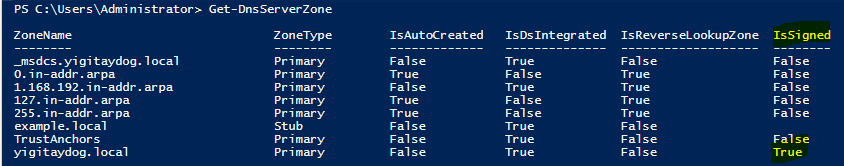 PS C:\Users\Administrator> Get-DnsServerZone
ZoneName ZoneType IsAutoCreated IsDsIntegrated IsReverseLookupZone IsSigned
-------- -------- ------------- -------------- ------------------- --------
_msdcs.yigitaydog.local Primary False True False False
0.in-addr.arpa Primary True False True False
1.168.192.in-addr.arpa Primary False True True False
127.in-addr.arpa Primary True False True False
255.in-addr.arpa Primary True False True False
example.local Stub False True False
TrustAnchors Primary False True False False
yigitaydog.local Primary False True False True